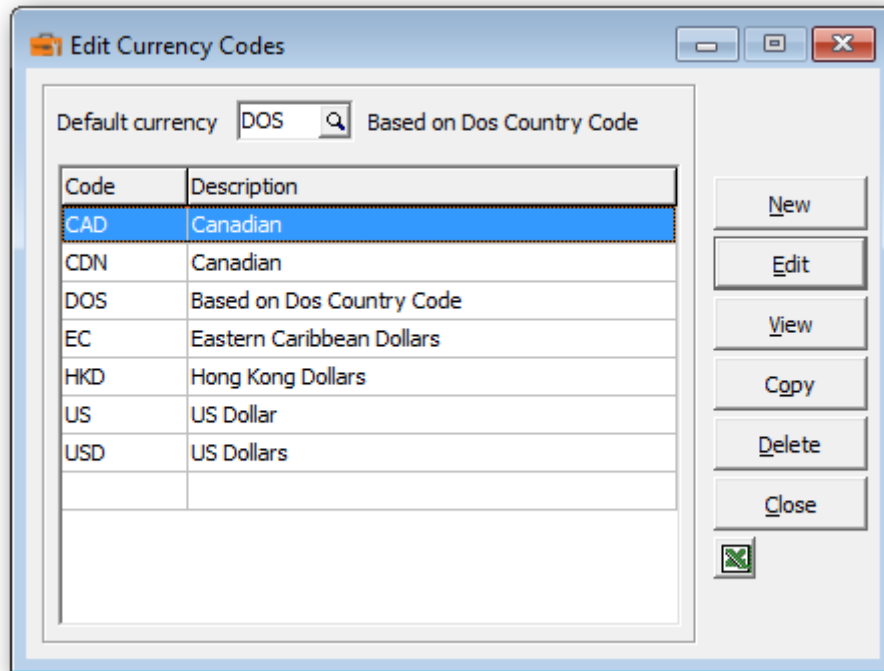 Edit Currency Codes
Default currency DOS Based on Dos Country Code
Code Description
CAD Canadian
CDN Canadian
DOS Based on Dos Country Code
EC Eastern Caribbean Dollars
HKD Hong Kong Dollars
US US Dollar
USD US Dollars
New
Edit
View
Copy
Delete
Close